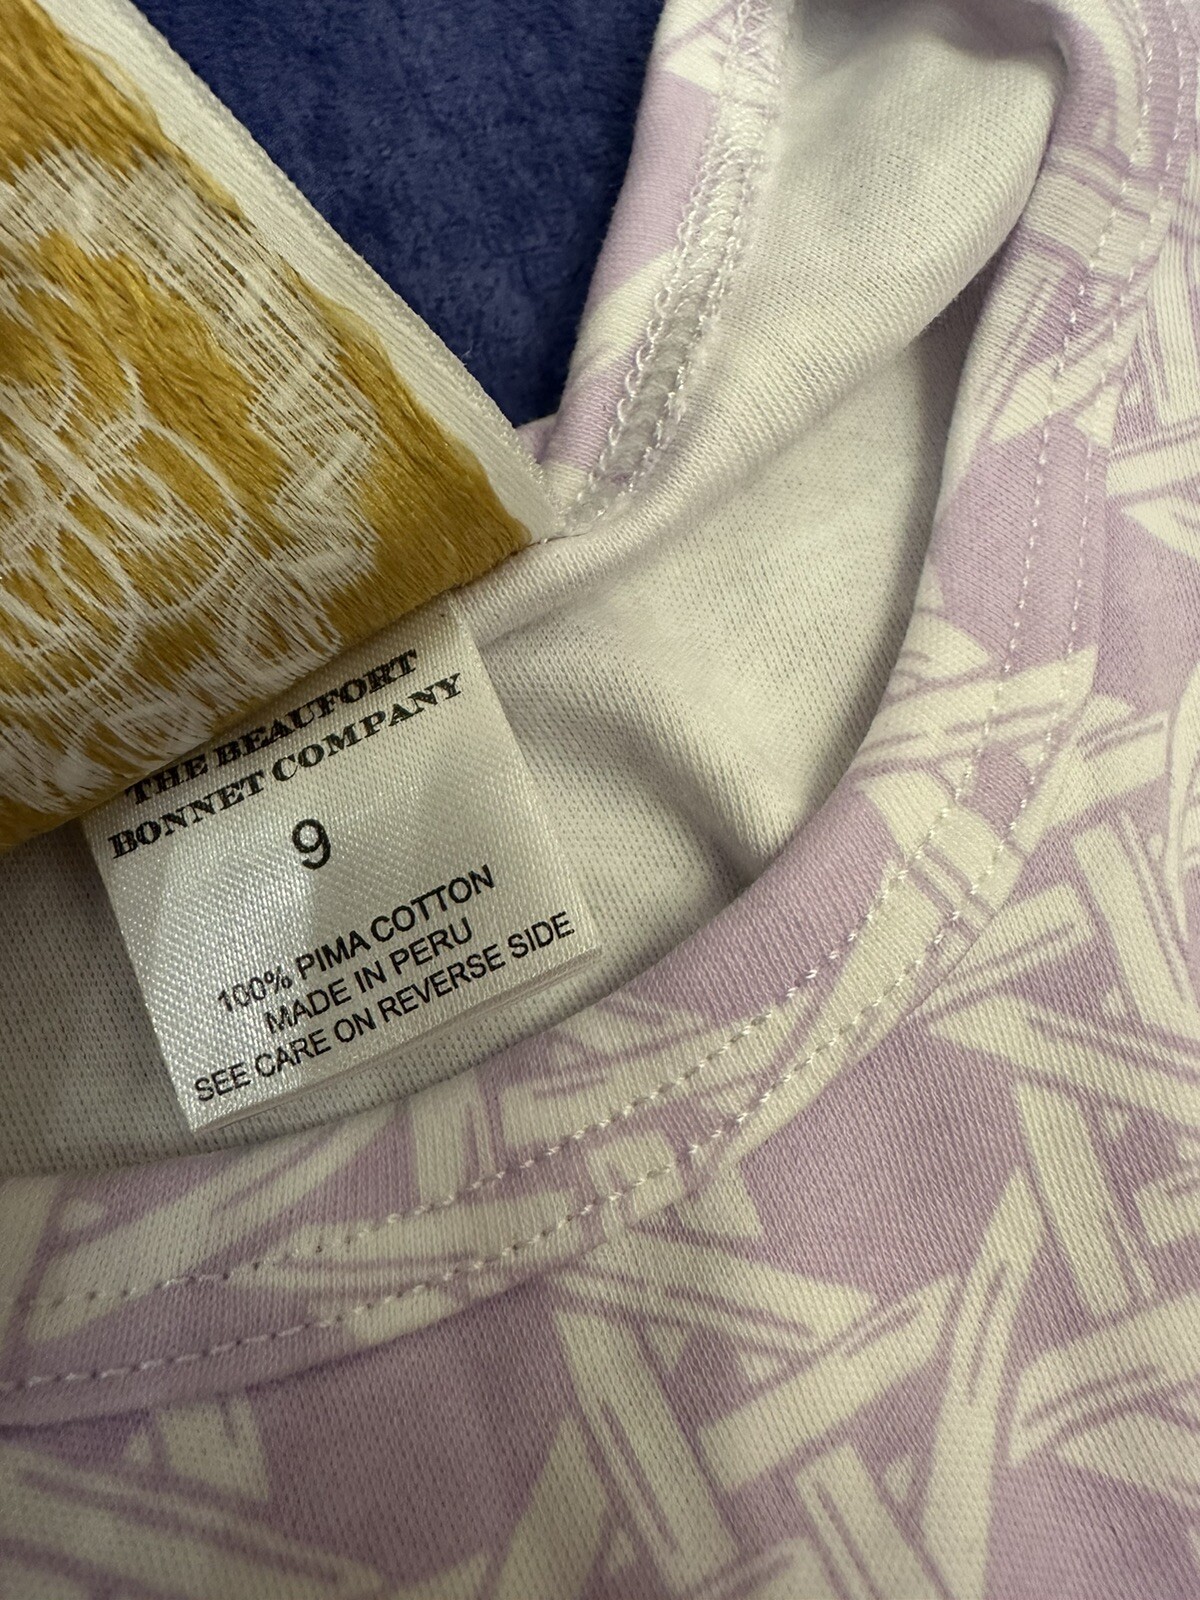 THE BEAUFORT
BONNET COMPANY
9
100% PIMA COTTON
MADE IN PERU
SEE CARE ON REVERSE SIDE